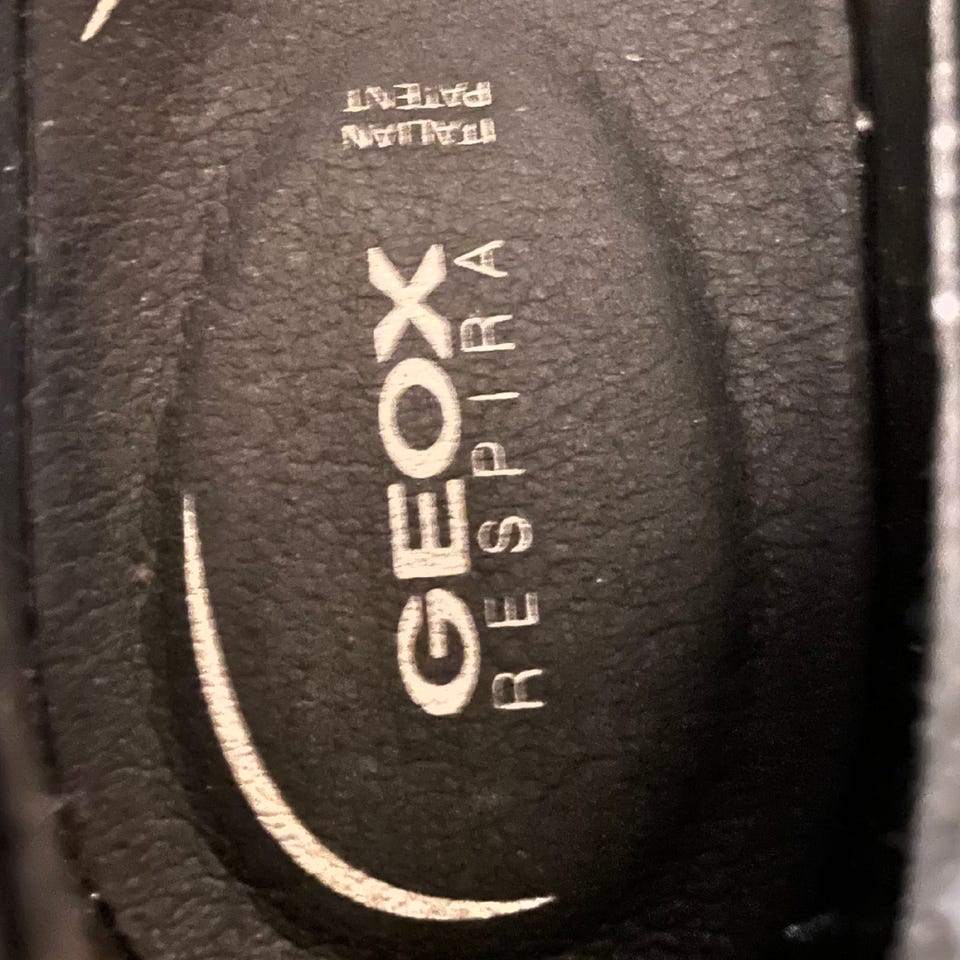 GEOX
RESPIRA
ITALIAN
PATENT